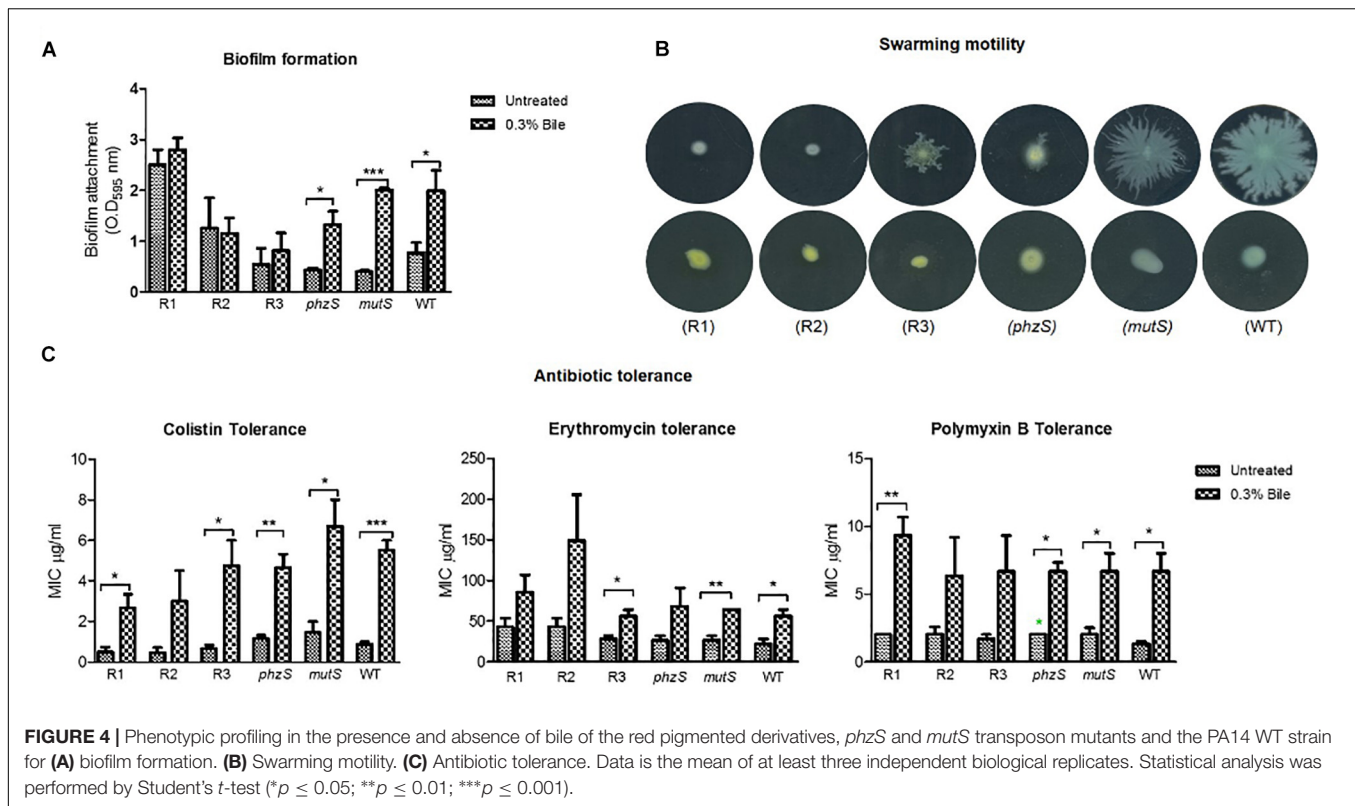 A
Biofilm formation
Biofilm attachment
(O.D595 nm)
4
3
2
1
0
*
***
*
R1 R2 R3 phzS mutS WT
Untreated
0.3% Bile
B
Swarming motility
(R1) (R2) (R3) (phzS) (mutS) (WT)
C
Antibiotic tolerance
Colistin Tolerance
MIC µg/ml
10
8
6
4
2
0
*
*
**
*
***
R1 R2 R3 phzS mutS WT
Erythromycin tolerance
MIC µg/ml
250
200
150
100
50
0
*
**
*
R1 R2 R3 phzS mutS WT
Polymyxin B Tolerance
MIC µg/ml
15
10
5
0
**
*
*
*
*
R1 R2 R3 phzS mutS WT
Untreated
0.3% Bile
FIGURE 4 | Phenotypic profiling in the presence and absence of bile of the red pigmented derivatives, phzS and mutS transposon mutants and the PA14 WT strain
for (A) biofilm formation. (B) Swarming motility. (C) Antibiotic tolerance. Data is the mean of at least three independent biological replicates. Statistical analysis was
performed by Student's t-test (*p ≤ 0.05; **p ≤ 0.01; ***p ≤ 0.001).